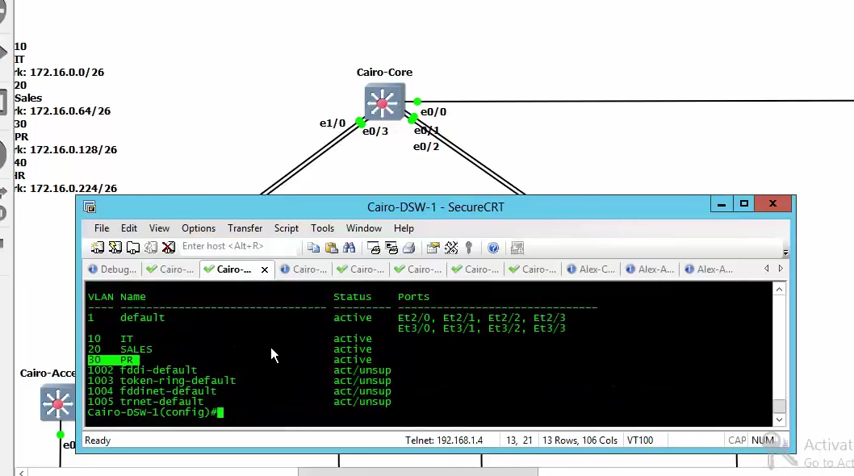 10
IT
rk: 172.16.0.0/26
20
Sales
rk: 172.16.0.64/26
30
PR
rk: 172.16.0.128/26
40
HR
rk: 172.16.0.224/26
Cairo-Core
e0/0
e1/0
e0/3
e0/1
e0/2
Cairo-DSW-1 - SecureCRT
File Edit View Options Transfer Script Tools Window Help
Enter host <Alt+R>
Debug... Cairo-... Cairo-... Cairo-... Cairo-... Cairo-... Cairo-... Cairo-... Alex-C... Alex-A... Alex-A...
VLAN Name Status Ports
---- -------------------------------- --------- -------------------------------
1 default active Et2/0, Et2/1, Et2/2, Et2/3
Et3/0, Et3/1, Et3/2, Et3/3
10 IT active
20 SALES active
30 PR active
1002 fddi-default act/unsup
1003 token-ring-default act/unsup
1004 fddinet-default act/unsup
1005 trnet-default act/unsup
Cairo-DSW-1(config)#
Ready Telnet: 192.168.1.4 13, 21 13 Rows, 106 Cols VT100 CAP NUM
Cairo-Acce
e0
Activat
Go to Act